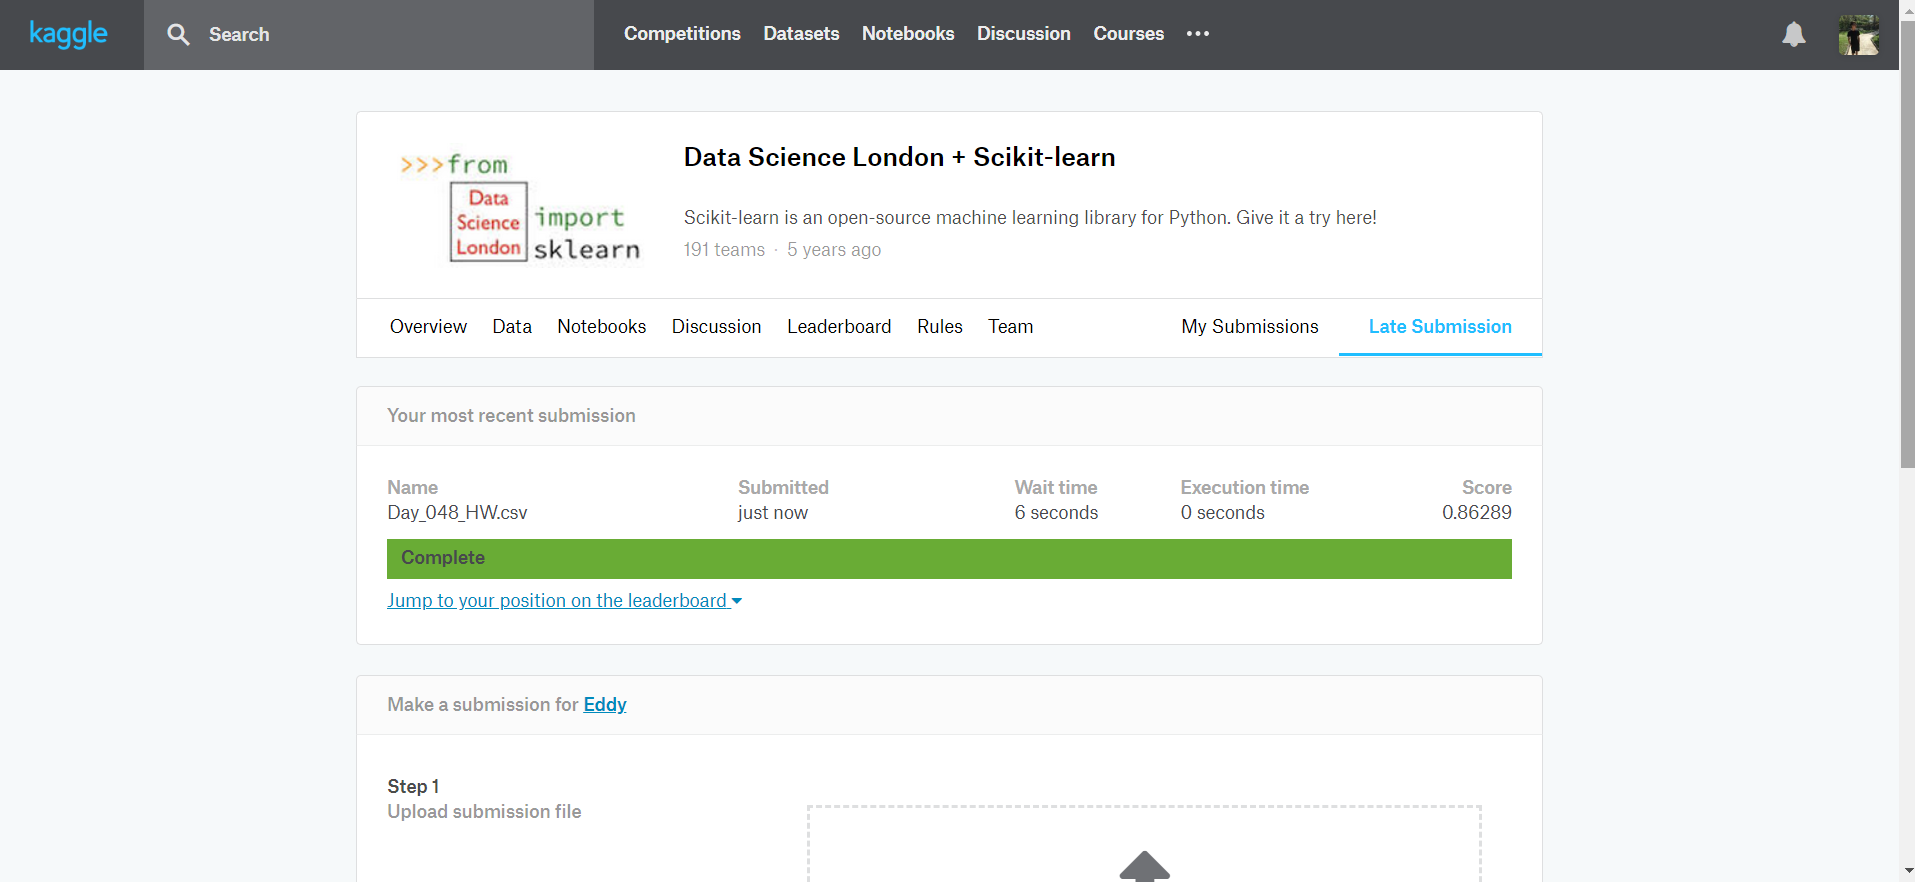 kaggle
Search
Competitions Datasets Notebooks Discussion Courses
>>>from
Data
Science
London
import
sklearn
Data Science London + Scikit-learn
Scikit-learn is an open-source machine learning library for Python. Give it a try here!
191 teams · 5 years ago
Overview Data Notebooks Discussion Leaderboard Rules Team My Submissions Late Submission
Your most recent submission
Name Submitted Wait time Execution time Score
Day_048_HW.csv just now 6 seconds 0 seconds 0.86289
Complete
Jump to your position on the leaderboard
Make a submission for Eddy
Step 1
Upload submission file